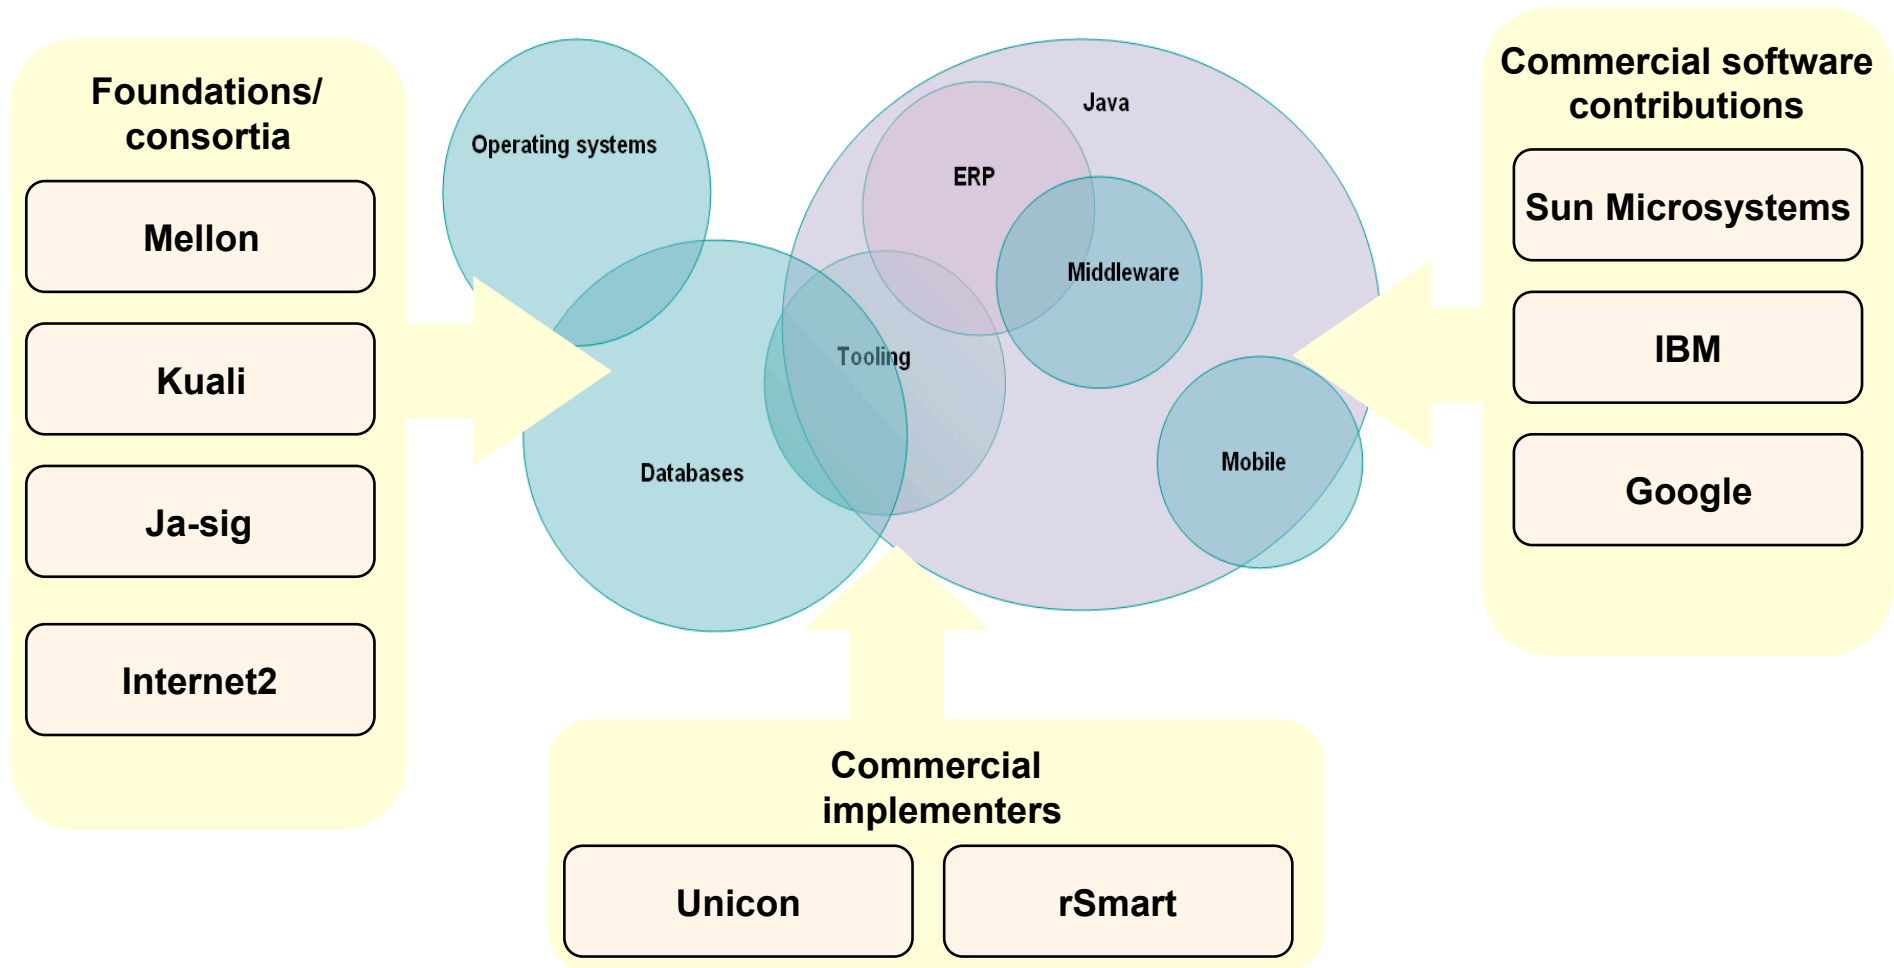 Foundations/
consortia
Mellon
Kuali
Ja-sig
Internet2
Operating systems
Java
ERP
Middleware
Tooling
Databases
Mobile
Commercial software
contributions
Sun Microsystems
IBM
Google
Commercial
implementers
Unicon
rSmart